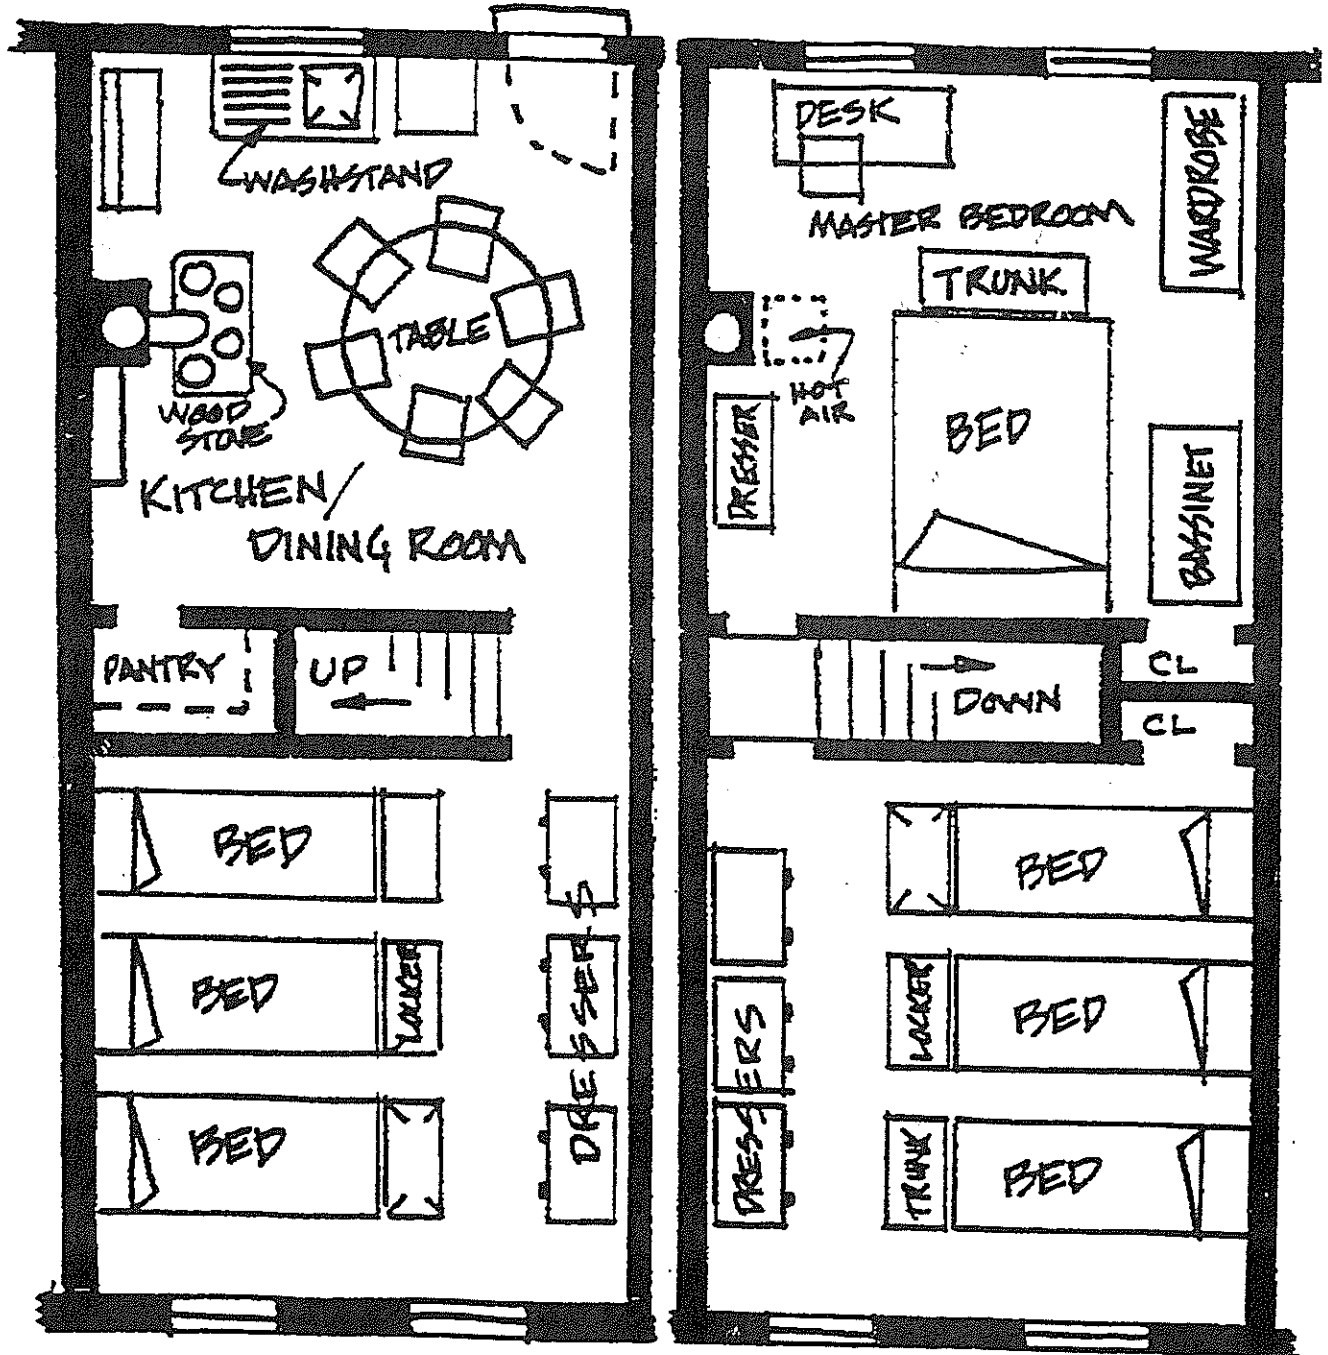 WASHSTAND
TABLE
WOOD
STOVE
KITCHEN/
DINING ROOM
PANTRY
UP
BED
BED
LOCKER
BED
DRESSERS
DESK
WARDROBE
MASTER BEDROOM
TRUNK
HOT
AIR
DRESSER
BED
BASSINET
CL
DOWN
CL
BED
LOCKER
BED
DRESSERS
TRUNK
BED